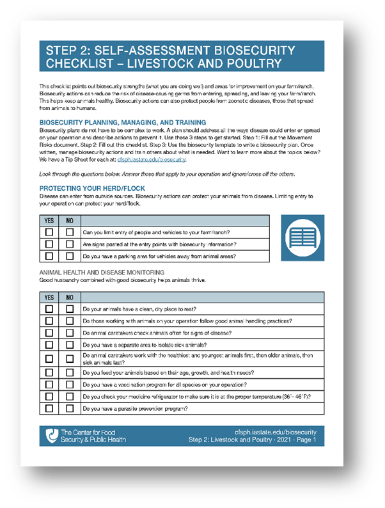 STEP 2: SELF-ASSESSMENT BIOSECURITY
CHECKLIST – LIVESTOCK AND POULTRY
This checklist points out biosecurity strengths (what you are doing well) and areas for improvement on your farm/ranch.
Biosecurity actions can reduce the risk of disease-causing germs from entering, spreading, and leaving your farm/ranch.
This helps keep animals healthy. Biosecurity actions can also protect people from zoonotic diseases, those that spread
from animals to humans.
BIOSECURITY PLANNING, MANAGING, AND TRAINING
Biosecurity plans do not have to be complex to work. A plan should address all the ways disease could enter or spread
on your operation and describe actions to prevent it. Use these 3 steps to get started. Step 1: Fill out the Movement
Risks document. Step 2: Fill out this checklist. Step 3: Use the biosecurity template to write a biosecurity plan. Once
written, manage biosecurity actions and train others about what is needed. Want to learn more about the topics below?
We have a Tip Sheet for each at: cfsph.iastate.edu/biosecurity.
Look through the questions below. Answer those that apply to your operation and ignore/cross off the others.
PROTECTING YOUR HERD/FLOCK
Disease can enter from outside sources. Biosecurity actions can protect your animals from disease. Limiting entry to
your operation can protect your herd/flock.
YES NO
Can you limit entry of people and vehicles to your farm/ranch?
Are signs posted at the entry points with biosecurity information?
Do you have a parking area for vehicles away from animal areas?
ANIMAL HEALTH AND DISEASE MONITORING
Good husbandry combined with good biosecurity helps animals thrive.
YES NO
Do your animals have a clean, dry place to rest?
Do those working with animals on your operation follow good animal handling practices?
Do animal caretakers check animals often for signs of disease?
Do you have a separate area to isolate sick animals?
Do animal caretakers work with the healthiest and youngest animals first, then older animals, then
sick animals last?
Do you feed your animals based on their age, growth, and health needs?
Do you have a vaccination program for all species on your operation?
Do you check your medicine refrigerator to make sure it is at the proper temperature (36°- 46°F)?
Do you have a parasite prevention program?
The Center for Food
Security & Public Health
cfsph.iastate.edu/biosecurity
Step 2: Livestock and Poultry - 2021 - Page 1